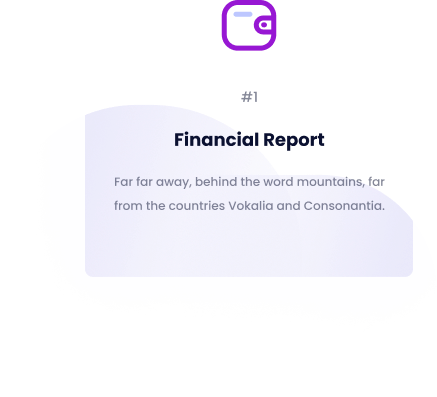 #1
Financial Report
Far far away, behind the word mountains, far
from the countries Vokalia and Consonantia.